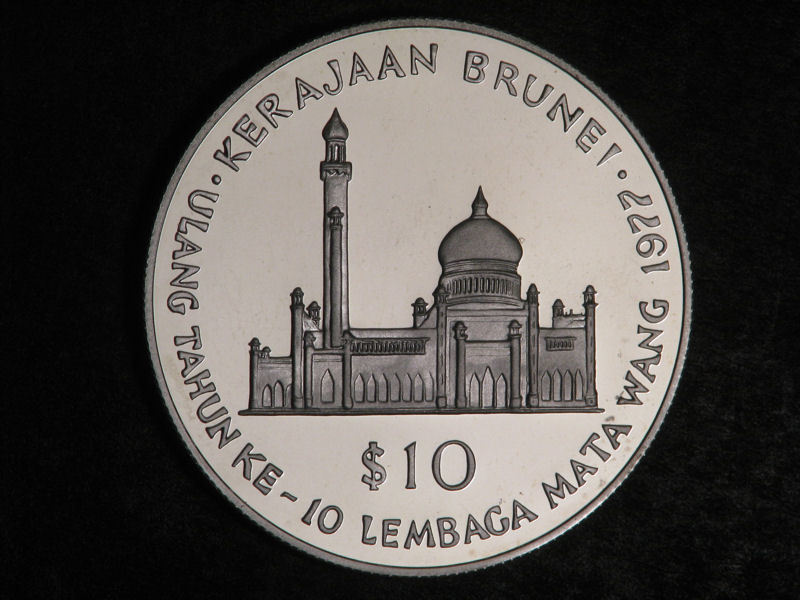 · KERAJAAN BRUNEI ·
ULANG TAHUN KE - 10 LEMBAGA MATA WANG 1977
$10